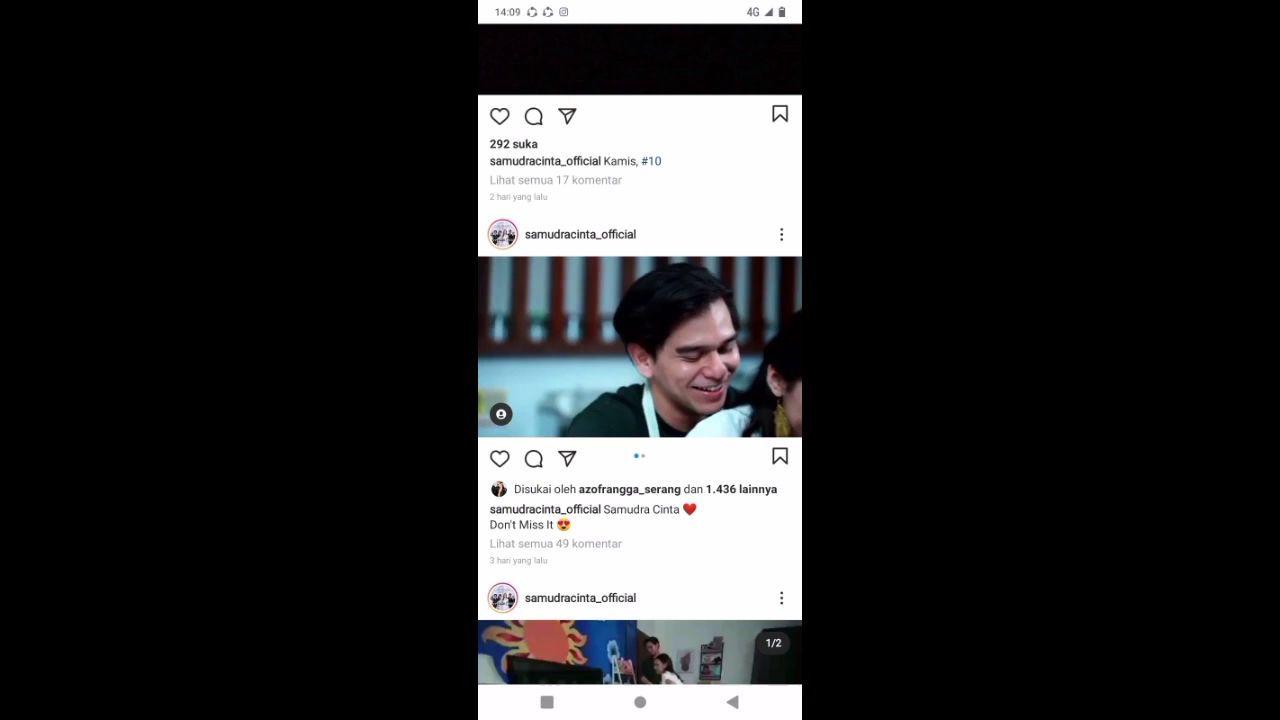 14:09
4G
292 suka
samudracinta_official Kamis, #10
Lihat semua 17 komentar
2 hari yang lalu
samudracinta_official
Disukai oleh azofrangga_serang dan 1.436 lainnya
samudracinta_official Samudra Cinta ❤️
Don't Miss It 😍
Lihat semua 49 komentar
3 hari yang lalu
samudracinta_official
1/2